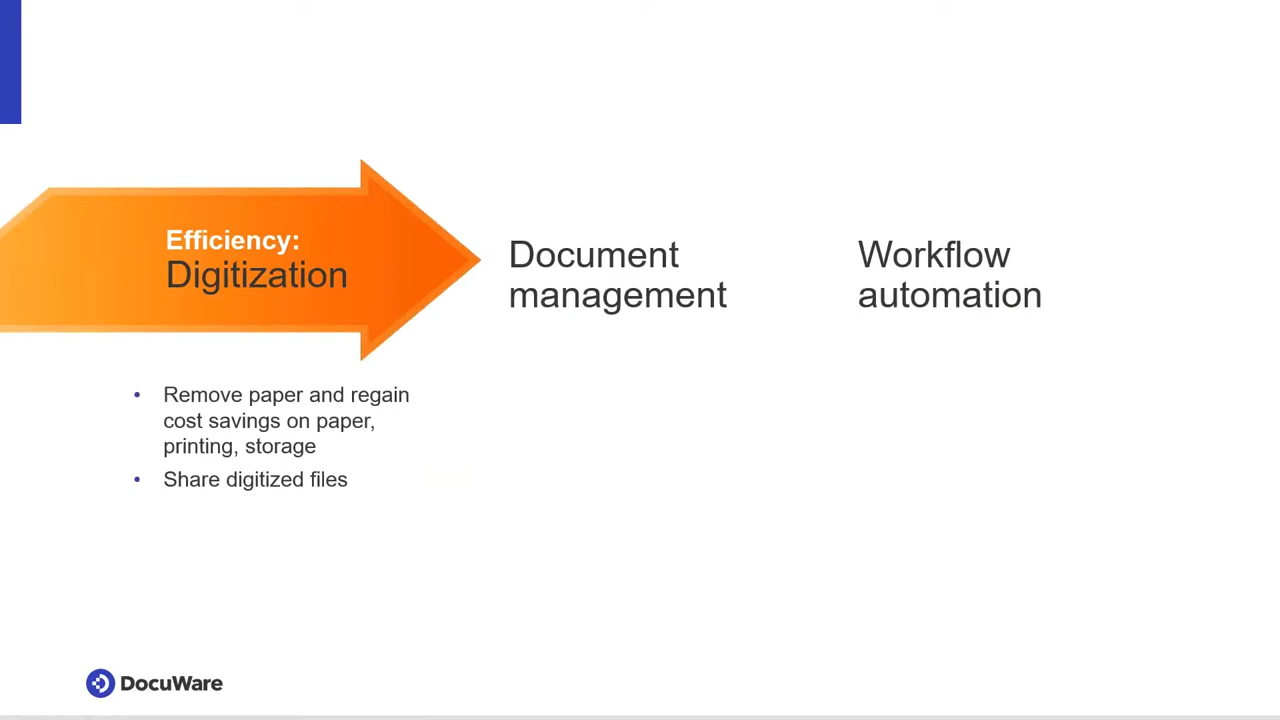 Efficiency:
Digitization
Document
management
Workflow
automation
• Remove paper and regain
cost savings on paper,
printing, storage
• Share digitized files
DocuWare